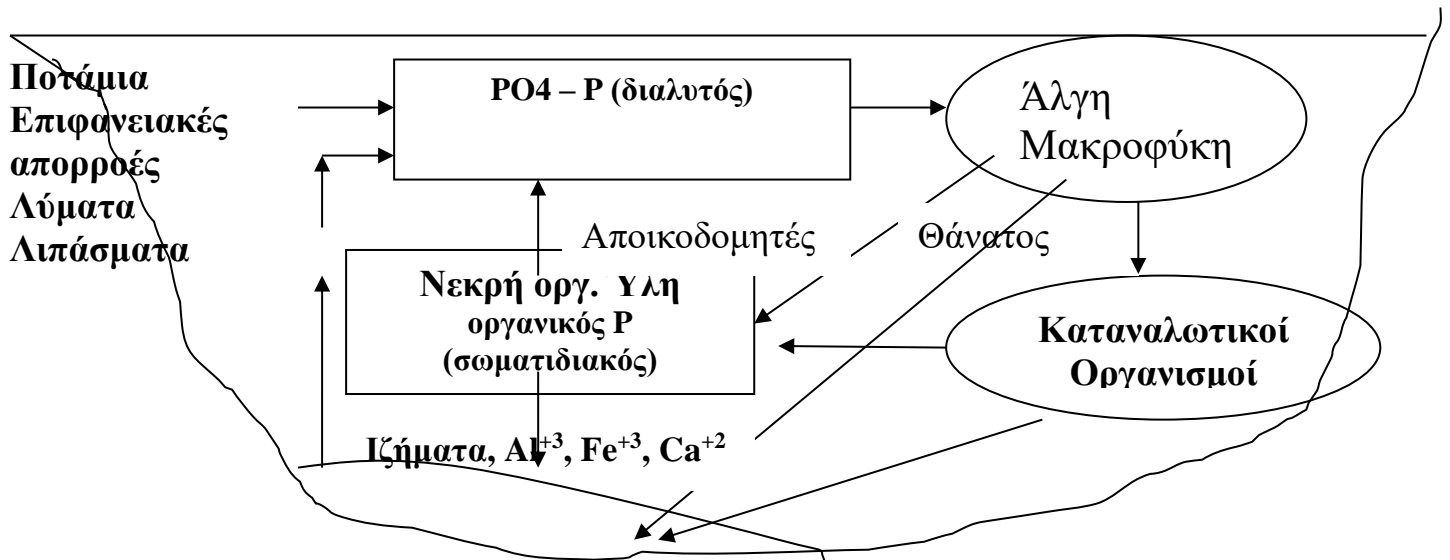 Ποτάμια
Επιφανειακές
απορροές
Λύματα
Λιπάσματα
PO4 – P (διαλυτός)
Άλγη
Μακροφύκη
Αποικοδομητές
Θάνατος
Νεκρή οργ. Ύλη
οργανικός P
(σωματιδιακός)
Καταναλωτικοί
Οργανισμοί
Ιζήματα, Al+3, Fe+3, Ca+2